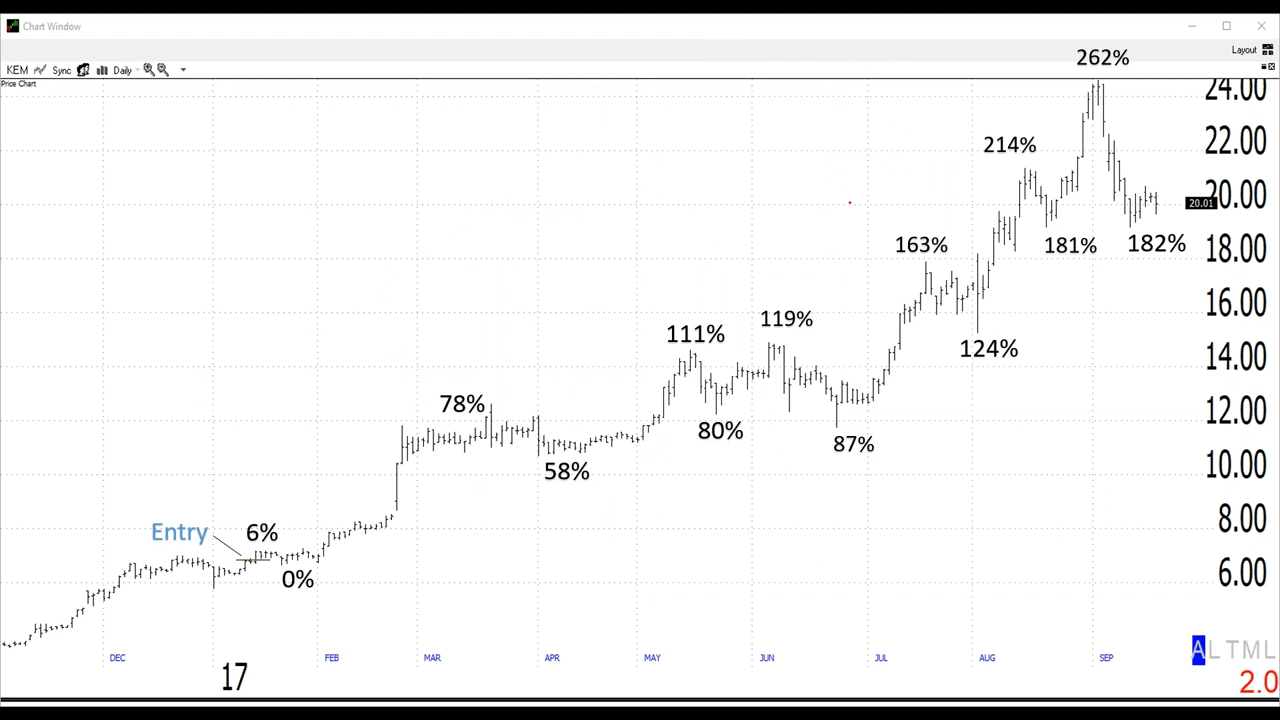 Chart Window
Layout
KEM Sync Daily
Price Chart
262%
24.00
22.00
214%
20.00
20.01
163%
181%
182%
18.00
16.00
119%
111%
124%
14.00
78%
12.00
80%
87%
58%
10.00
Entry
6%
8.00
0%
6.00
DEC
17
FEB
MAR
APR
MAY
JUN
JUL
AUG
SEP
ALTML
2.0